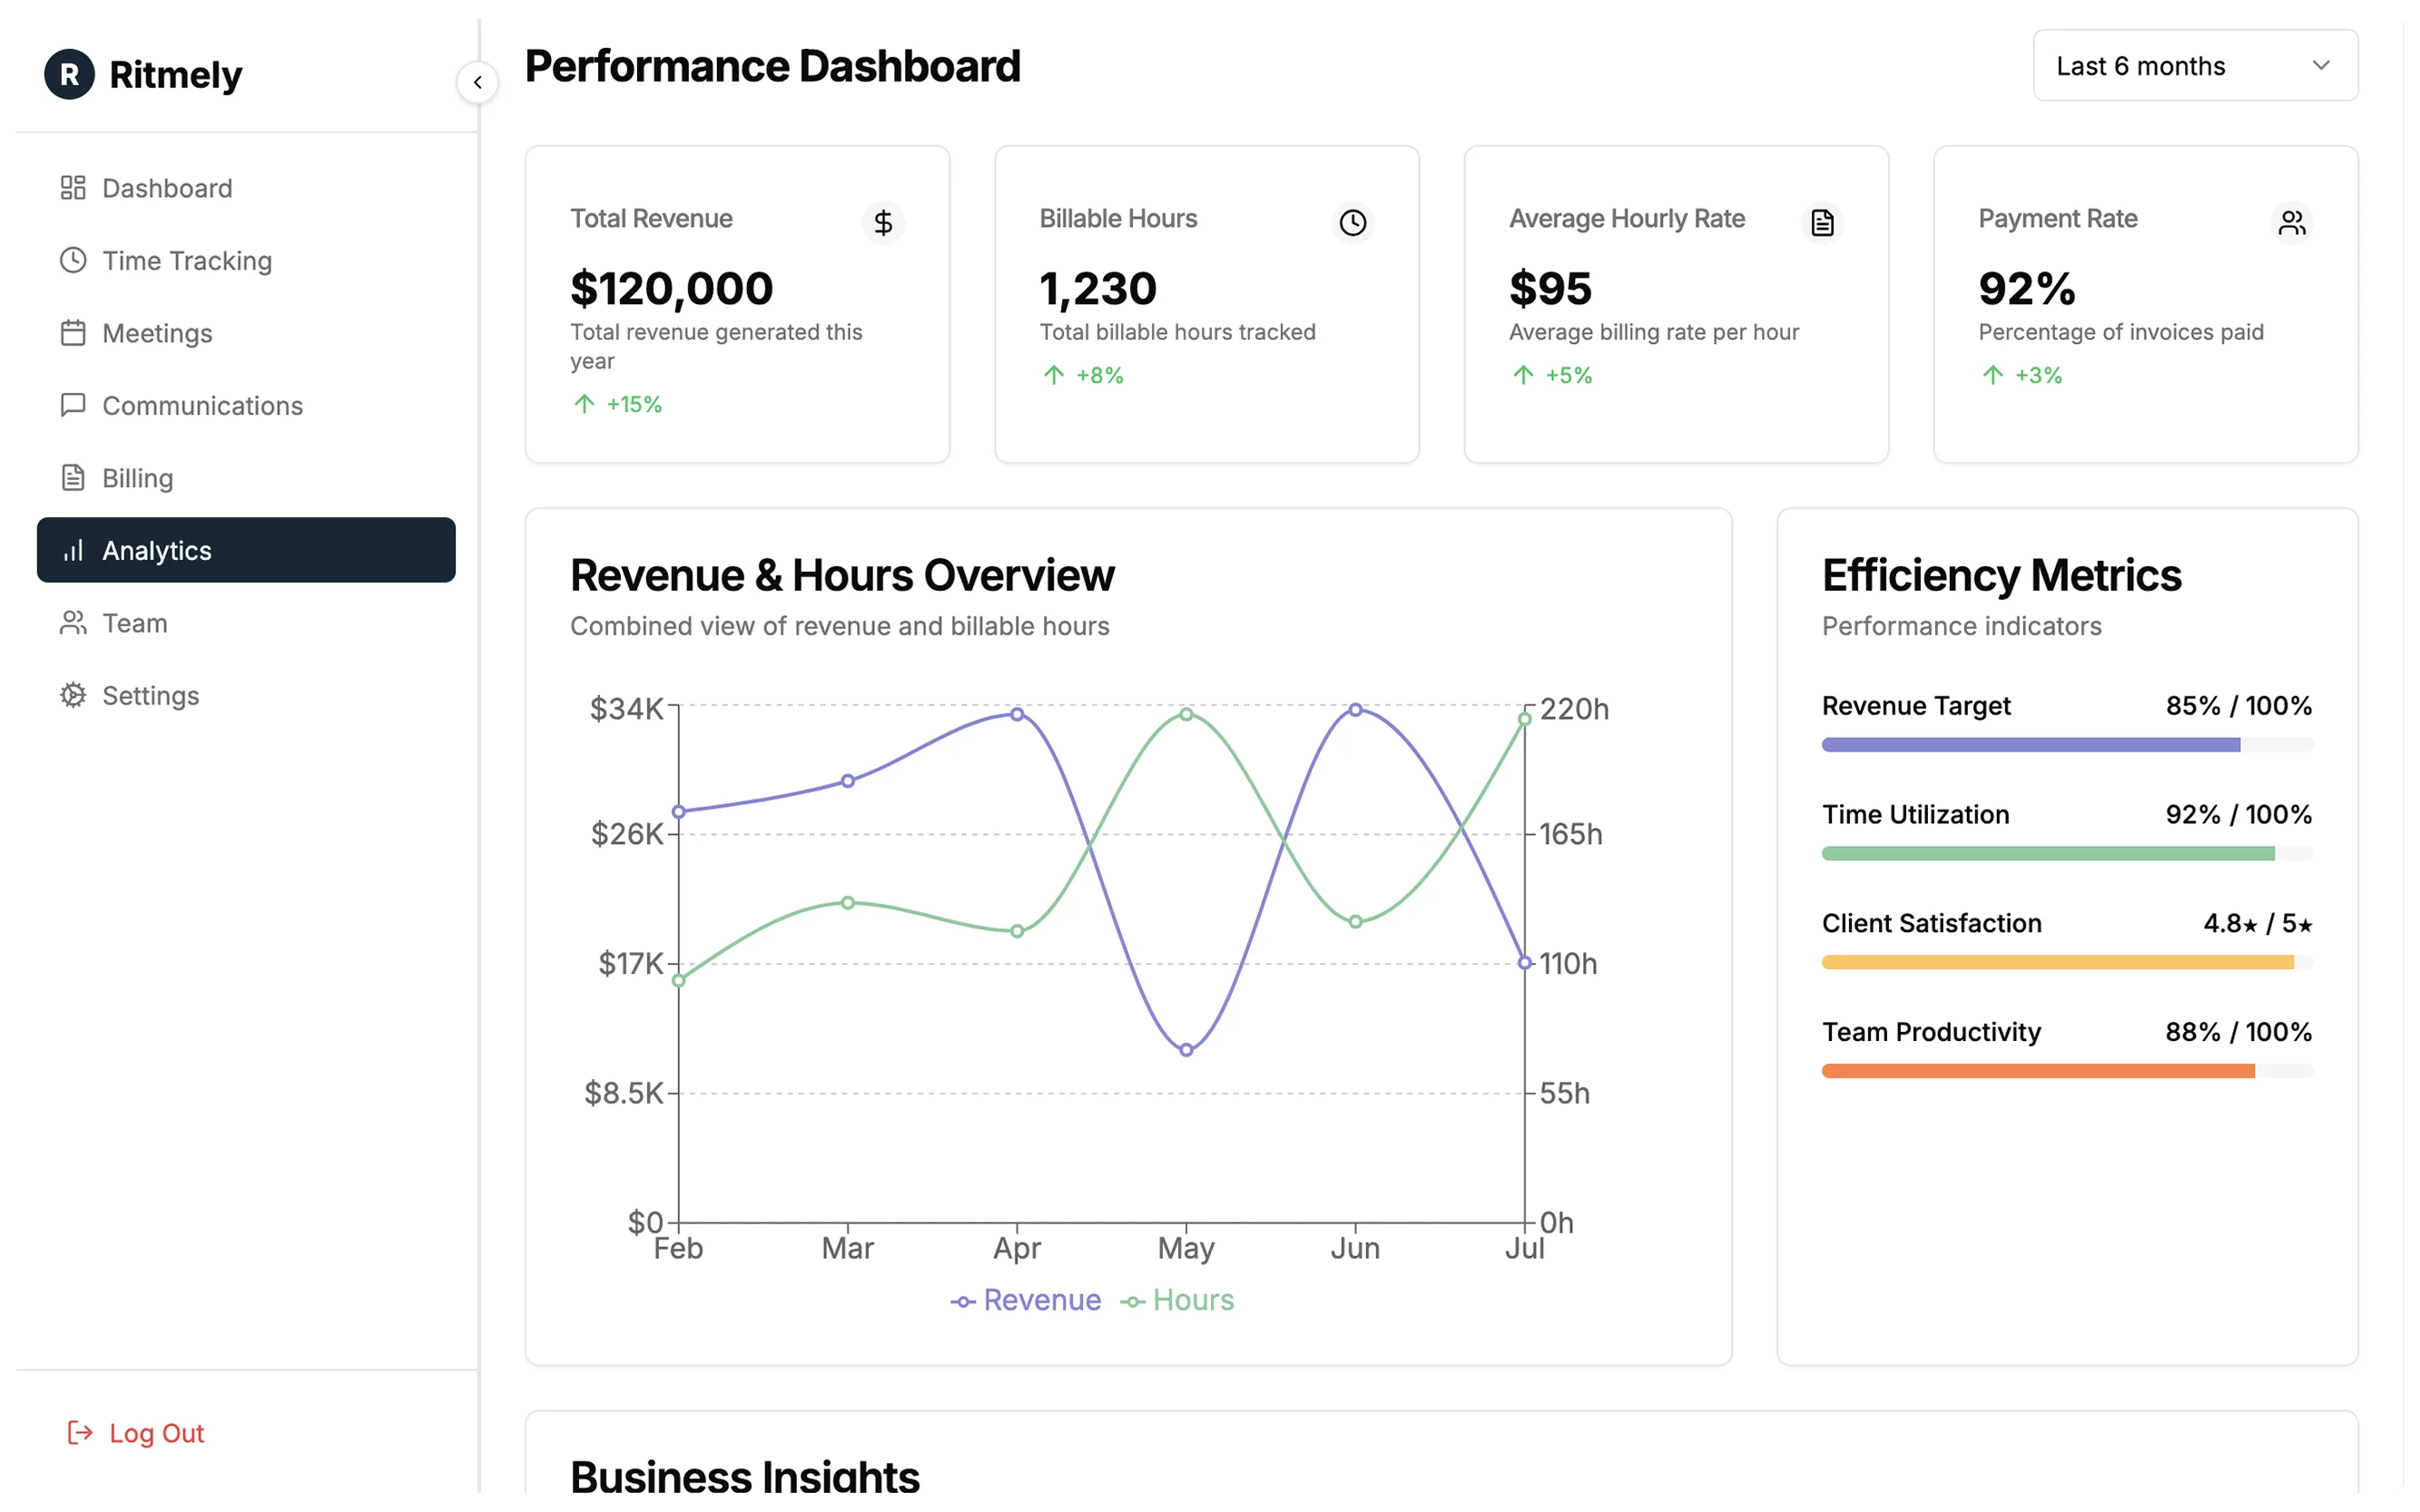 R Ritmely
Dashboard
Time Tracking
Meetings
Communications
Billing
Analytics
Team
Settings
Log Out
Performance Dashboard
Last 6 months
Total Revenue
$120,000
Total revenue generated this
year
+15%
Billable Hours
1,230
Total billable hours tracked
+8%
Average Hourly Rate
$95
Average billing rate per hour
+5%
Payment Rate
92%
Percentage of invoices paid
+3%
Revenue & Hours Overview
Combined view of revenue and billable hours
$34K
$26K
$17K
$8.5K
$0
220h
165h
110h
55h
0h
Feb Mar Apr May Jun Jul
Revenue Hours
Efficiency Metrics
Performance indicators
Revenue Target 85% / 100%
Time Utilization 92% / 100%
Client Satisfaction 4.8★ / 5★
Team Productivity 88% / 100%
Business Insights